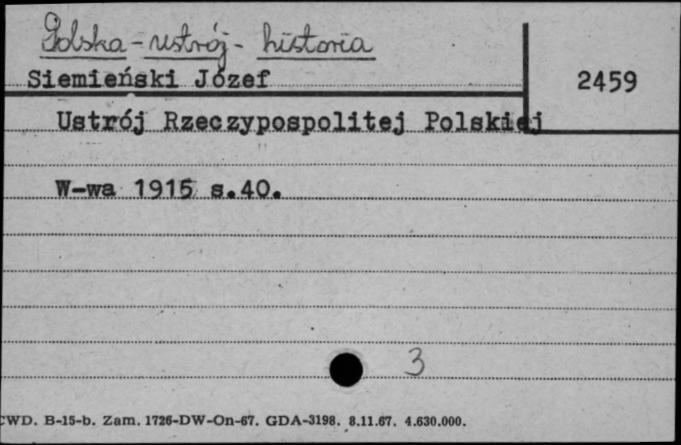 Polska - ustrój - historia
Siemieński Józef
2459
Ustrój Rzeczypospolitej Polskiej
W-wa 1915 s.40.
3
CWD. B-15-b. Zam. 1726-DW-On-67. GDA-3198. 8.11.67. 4.630.000.